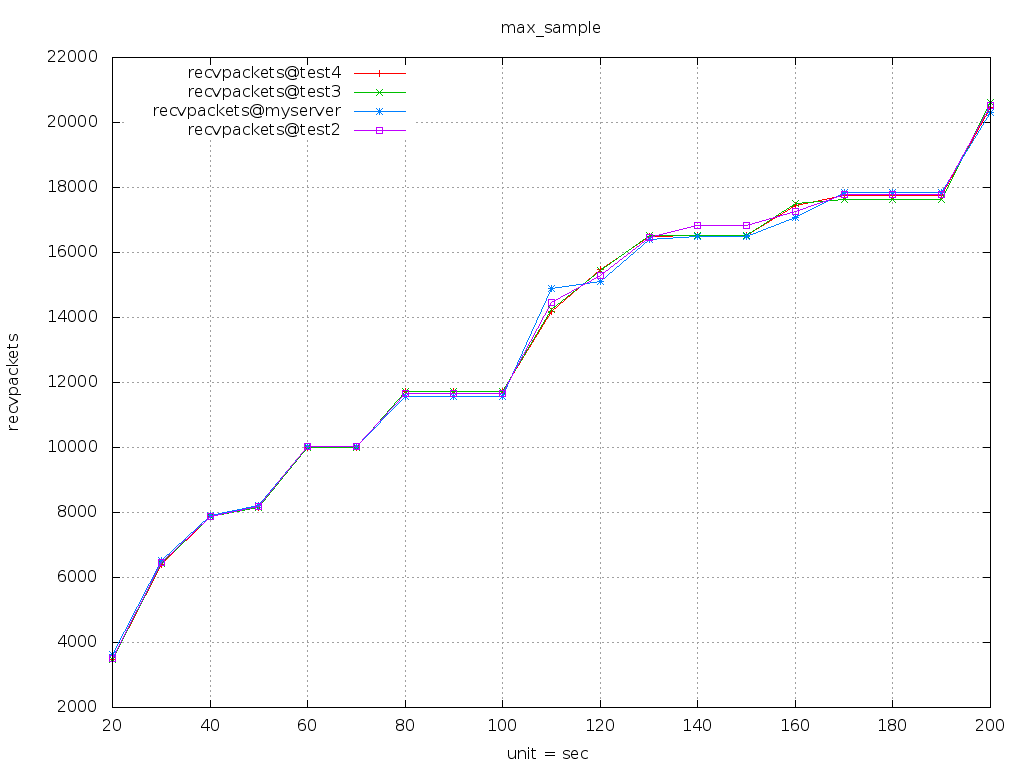 max_sample
22000
20000
18000
16000
14000
12000
10000
8000
6000
4000
2000
recvpackets
recvpackets@test4
recvpackets@test3
recvpackets@myserver
recvpackets@test2
20 40 60 80 100 120 140 160 180 200
unit = sec